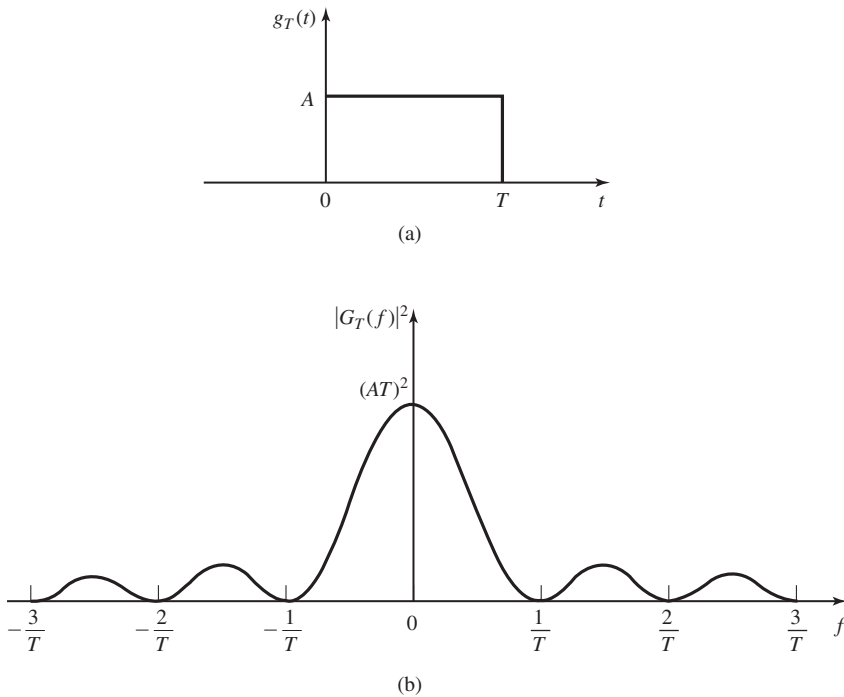 g_T(t)
A
0 T t
(a)
|G_T(f)|²
(AT)²
−3/T −2/T −1/T 0 1/T 2/T 3/T f
(b)